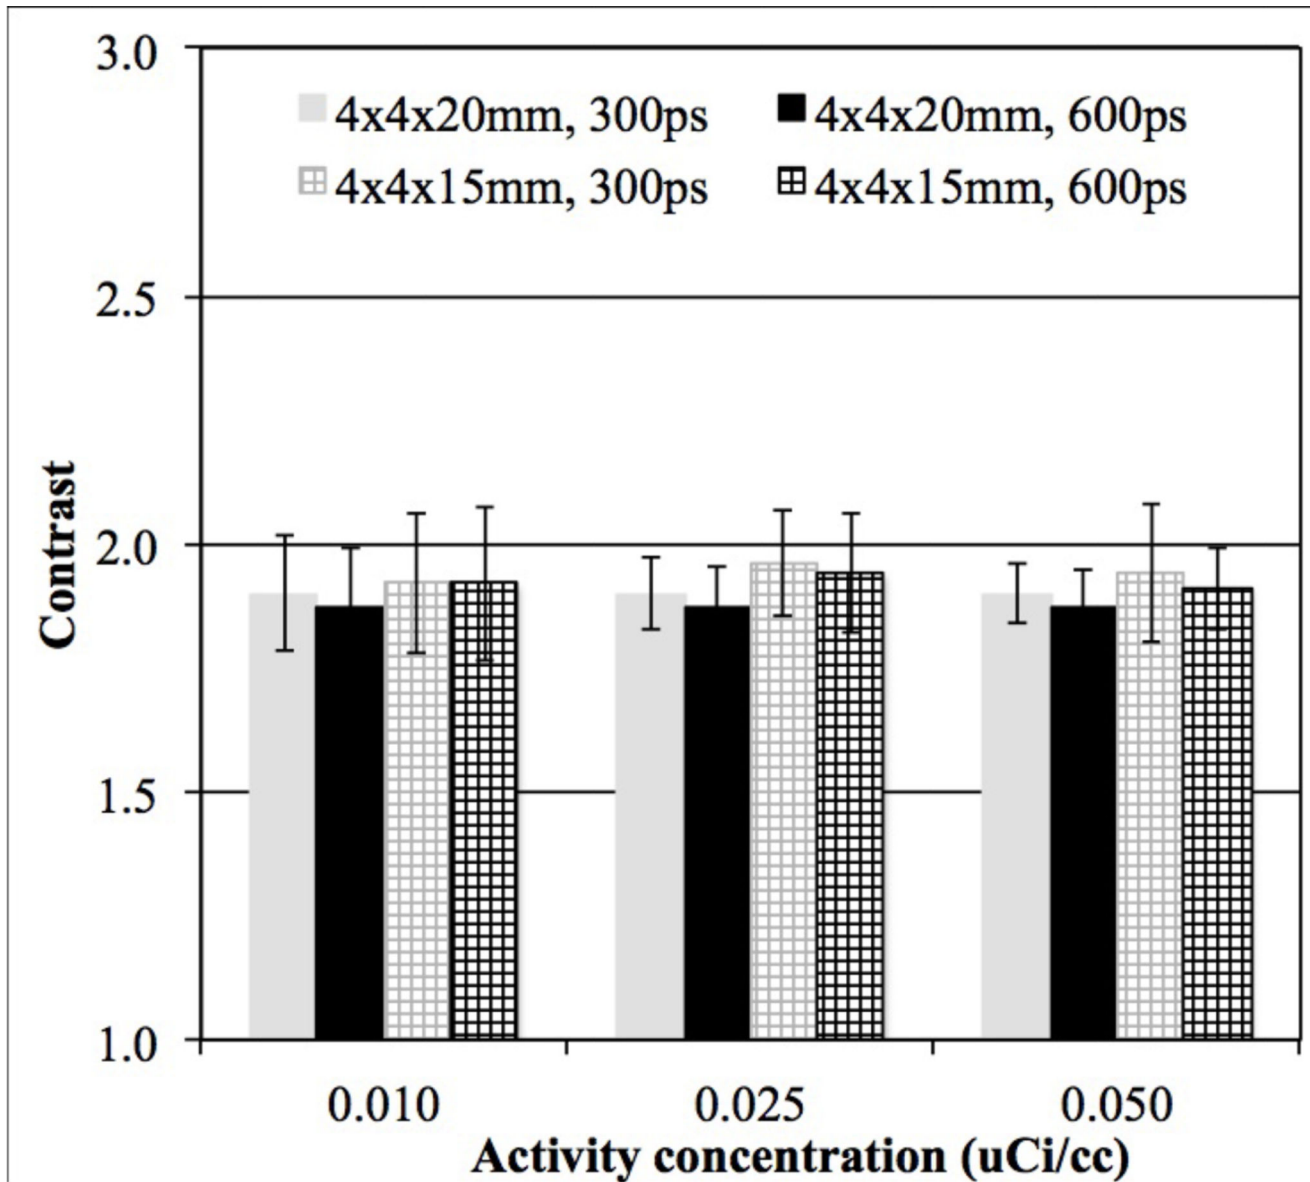 3.0
4x4x20mm, 300ps 4x4x20mm, 600ps
4x4x15mm, 300ps 4x4x15mm, 600ps
2.5
2.0
1.5
1.0
Contrast
0.010 0.025 0.050
Activity concentration (uCi/cc)